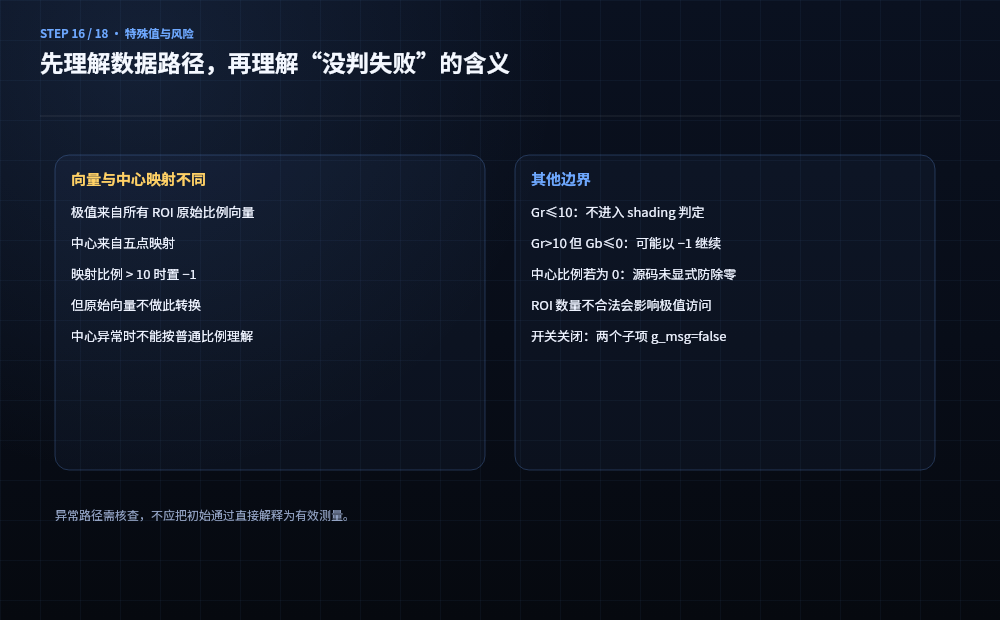 STEP 16 / 18 • 特殊值与风险
先理解数据路径，再理解“没判失败”的含义
向量与中心映射不同
极值来自所有 ROI 原始比例向量
中心来自五点映射
映射比例 > 10 时置 −1
但原始向量不做此转换
中心异常时不能按普通比例理解
其他边界
Gr≤10：不进入 shading 判定
Gr>10 但 Gb≤0：可能以 −1 继续
中心比例若为 0：源码未显式防除零
ROI 数量不合法会影响极值访问
开关关闭：两个子项 g_msg=false
异常路径需核查，不应把初始通过直接解释为有效测量。